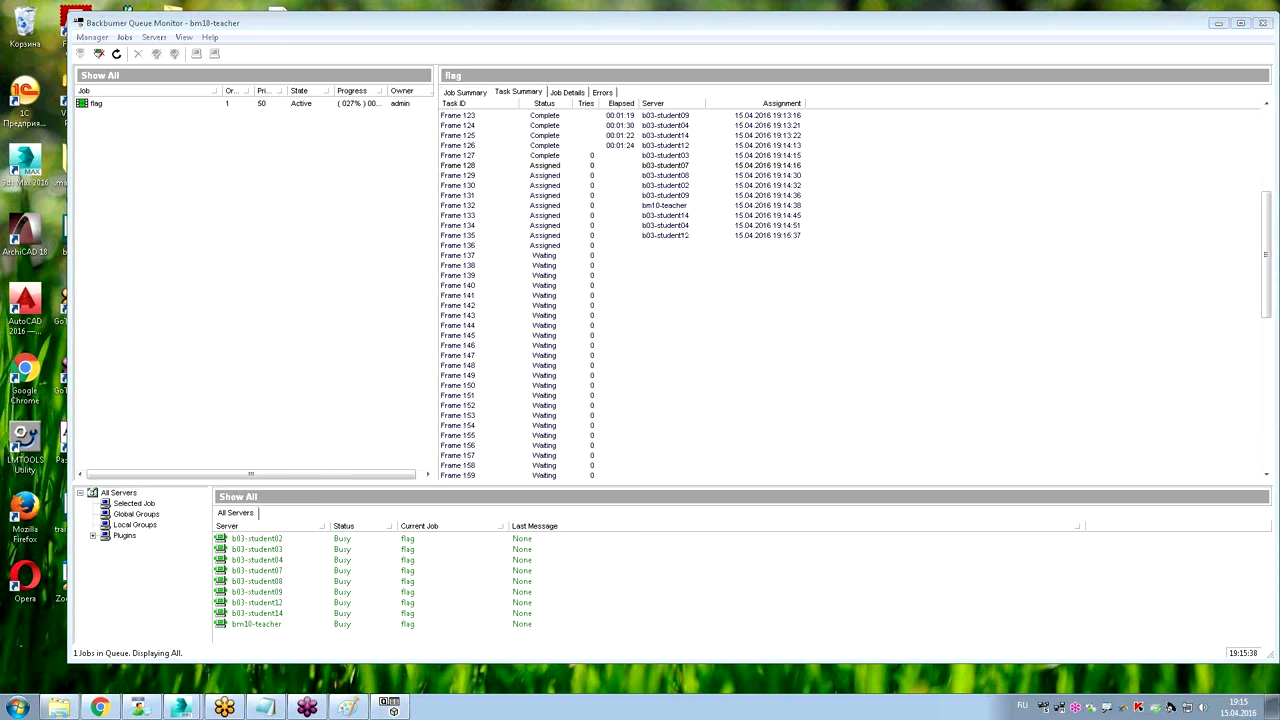 Backburner Queue Monitor - bm10-teacher
Manager Jobs Servers View Help
Show All
Job Or... Pri... State Progress Owner
flag 1 50 Active ( 027% ) 00... admin
flag
Job Summary Task Summary Job Details Errors
Task ID Status Tries Elapsed Server Assignment
Frame 123 Complete 00:01:19 b03-student09 15.04.2016 19:13:16
Frame 124 Complete 00:01:30 b03-student04 15.04.2016 19:13:21
Frame 125 Complete 00:01:22 b03-student14 15.04.2016 19:13:22
Frame 126 Complete 00:01:24 b03-student12 15.04.2016 19:14:13
Frame 127 Complete 0 b03-student03 15.04.2016 19:14:15
Frame 128 Assigned 0 b03-student07 15.04.2016 19:14:16
Frame 129 Assigned 0 b03-student08 15.04.2016 19:14:30
Frame 130 Assigned 0 b03-student02 15.04.2016 19:14:32
Frame 131 Assigned 0 b03-student09 15.04.2016 19:14:36
Frame 132 Assigned 0 bm10-teacher 15.04.2016 19:14:38
Frame 133 Assigned 0 b03-student14 15.04.2016 19:14:45
Frame 134 Assigned 0 b03-student04 15.04.2016 19:14:51
Frame 135 Assigned 0 b03-student12 15.04.2016 19:15:37
Frame 136 Assigned 0
Frame 137 Waiting 0
Frame 138 Waiting 0
Frame 139 Waiting 0
Frame 140 Waiting 0
Frame 141 Waiting 0
Frame 142 Waiting 0
Frame 143 Waiting 0
Frame 144 Waiting 0
Frame 145 Waiting 0
Frame 146 Waiting 0
Frame 147 Waiting 0
Frame 148 Waiting 0
Frame 149 Waiting 0
Frame 150 Waiting 0
Frame 151 Waiting 0
Frame 152 Waiting 0
Frame 153 Waiting 0
Frame 154 Waiting 0
Frame 155 Waiting 0
Frame 156 Waiting 0
Frame 157 Waiting 0
Frame 158 Waiting 0
Frame 159 Waiting 0
All Servers
Selected Job
Global Groups
Local Groups
Plugins
Show All
All Servers
Server Status Current Job Last Message
b03-student02 Busy flag None
b03-student03 Busy flag None
b03-student04 Busy flag None
b03-student07 Busy flag None
b03-student08 Busy flag None
b03-student09 Busy flag None
b03-student12 Busy flag None
b03-student14 Busy flag None
bm10-teacher Busy flag None
1 Jobs in Queue. Displaying All.
19:15:38
Корзина
1С
Предприя...
MAX
3ds Max 2016
ArchiCAD 18
AutoCAD
2016 —...
Google
Chrome
LMTOOLS
Utility
Mozilla
Firefox
Opera
RU
19:15
15.04.2016